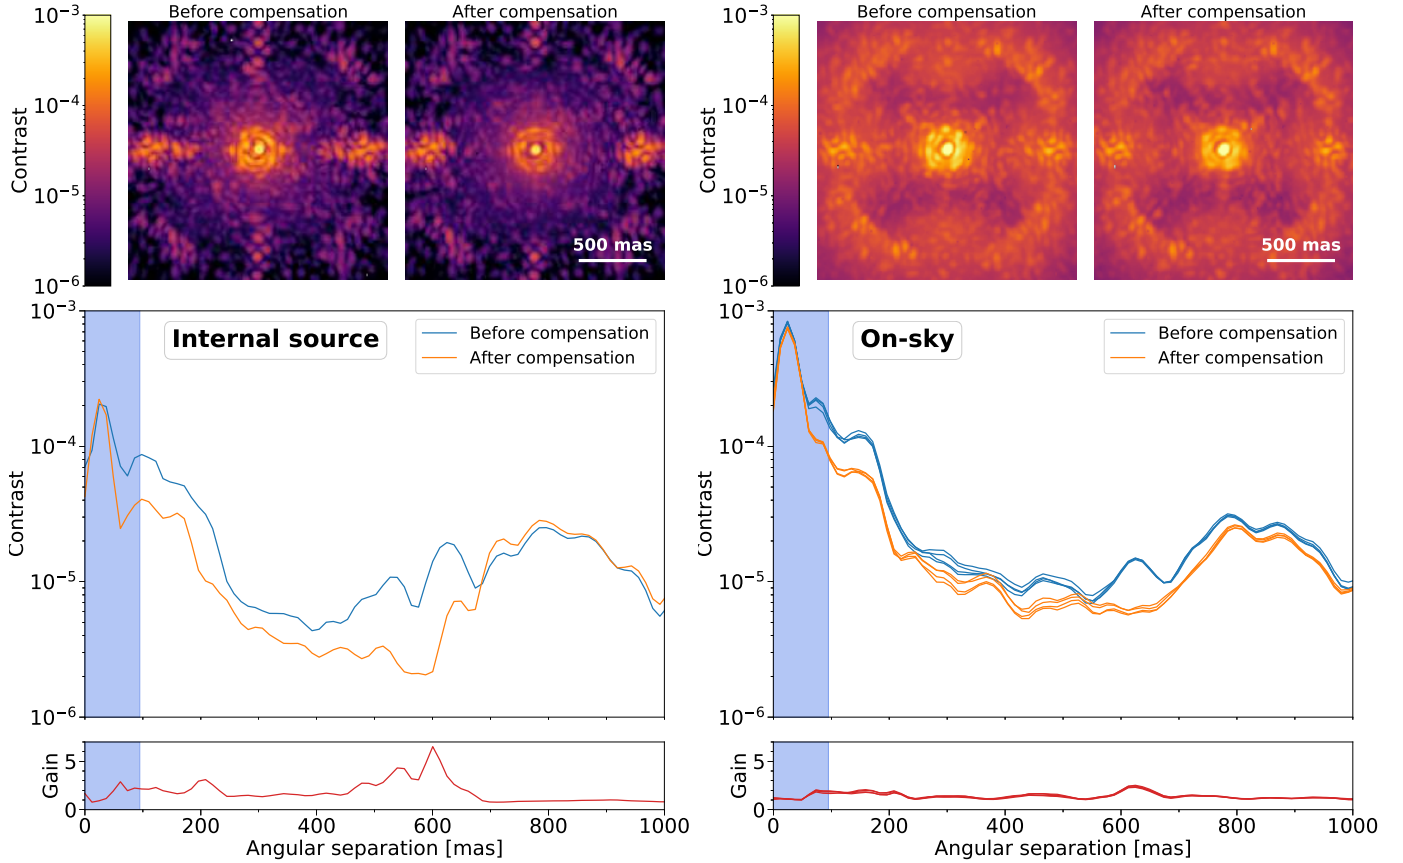 Before compensation After compensation
10⁻³
10⁻⁴
10⁻⁵
10⁻⁶
Contrast
500 mas
Before compensation After compensation
10⁻³
10⁻⁴
10⁻⁵
10⁻⁶
Contrast
500 mas
10⁻³
10⁻⁴
10⁻⁵
10⁻⁶
Contrast
Internal source
Before compensation
After compensation
10⁻³
10⁻⁴
10⁻⁵
10⁻⁶
Contrast
On-sky
Before compensation
After compensation
Gain
5
0
0 200 400 600 800 1000
Angular separation [mas]
Gain
5
0
0 200 400 600 800 1000
Angular separation [mas]